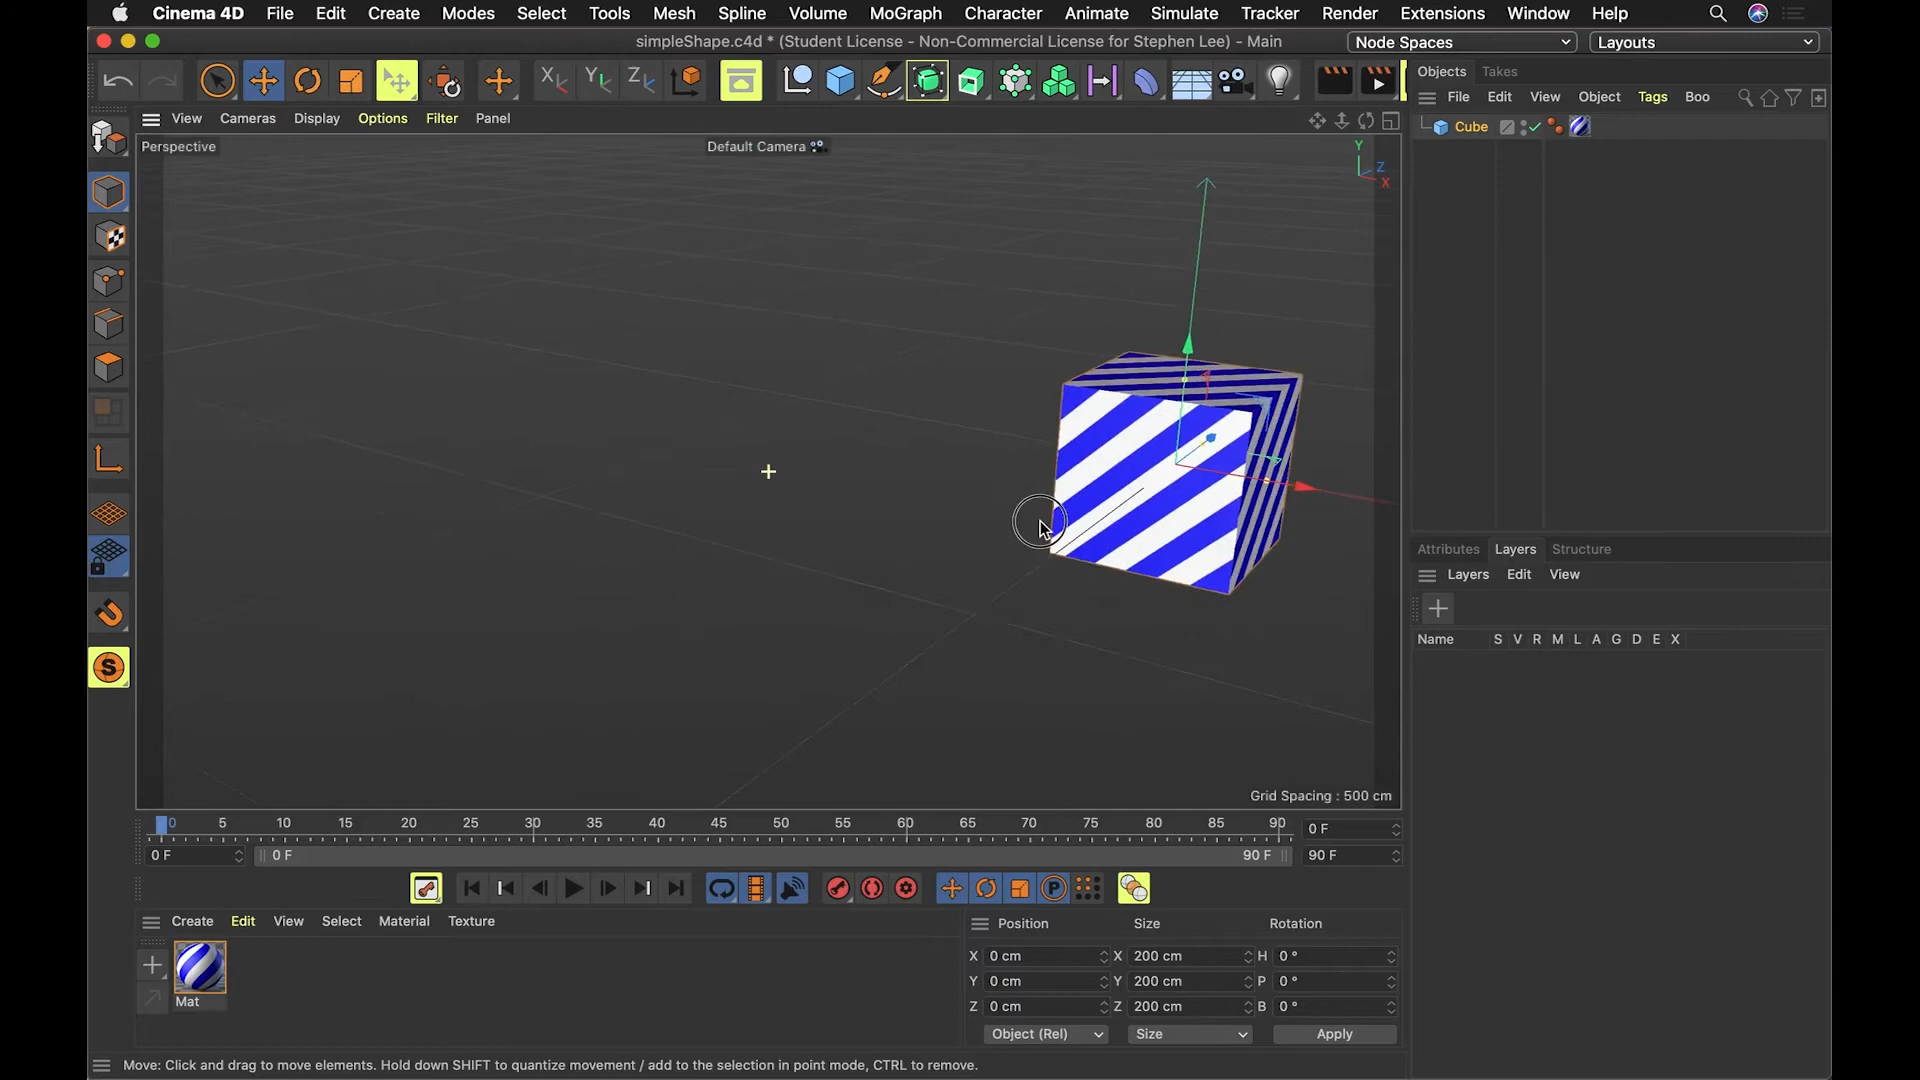 Cinema 4D File Edit Create Modes Select Tools Mesh Spline Volume MoGraph Character Animate Simulate Tracker Render Extensions Window Help
simpleShape.c4d * (Student License - Non-Commercial License for Stephen Lee) - Main
Node Spaces
Layouts
X Y Z
Objects Takes
File Edit View Object Tags Boo
Cube
View Cameras Display Options Filter Panel
Perspective
Default Camera
Y
Z
X
S
Grid Spacing : 500 cm
Attributes Layers Structure
Layers Edit View
Name S V R M L A G D E X
0 5 10 15 20 25 30 35 40 45 50 55 60 65 70 75 80 85 90
0 F
0 F 0 F 90 F 90 F
P
Create Edit View Select Material Texture
Mat
Position Size Rotation
X 0 cm X 200 cm H 0 °
Y 0 cm Y 200 cm P 0 °
Z 0 cm Z 200 cm B 0 °
Object (Rel) Size Apply
Move: Click and drag to move elements. Hold down SHIFT to quantize movement / add to the selection in point mode, CTRL to remove.